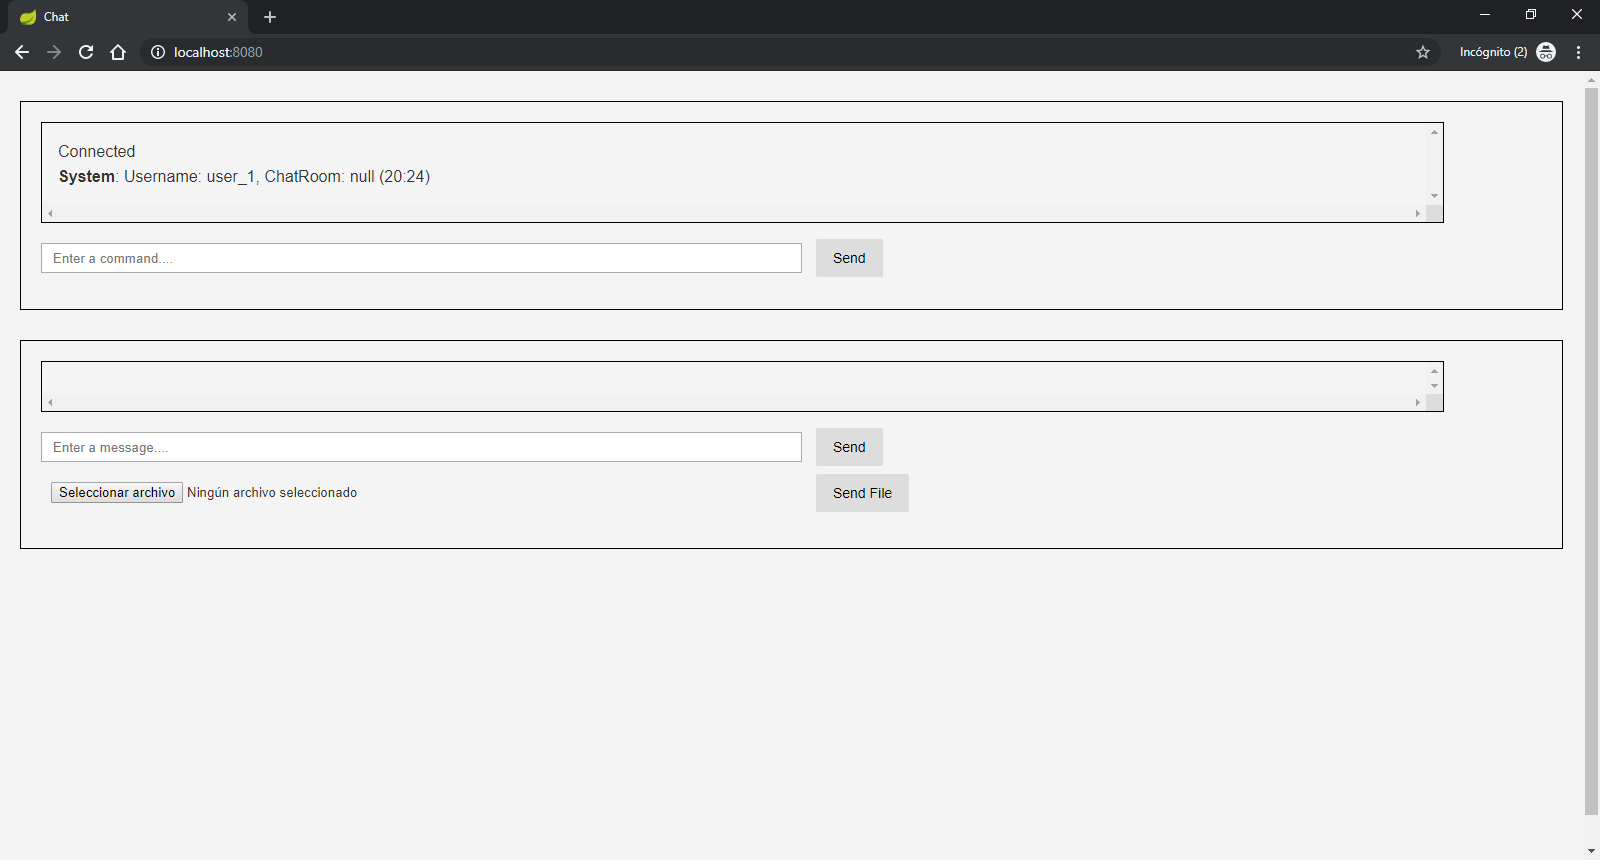 Chat
localhost:8080
Incógnito (2)
Connected
System: Username: user_1, ChatRoom: null (20:24)
Enter a command....
Send
Enter a message....
Send
Seleccionar archivo Ningún archivo seleccionado
Send File